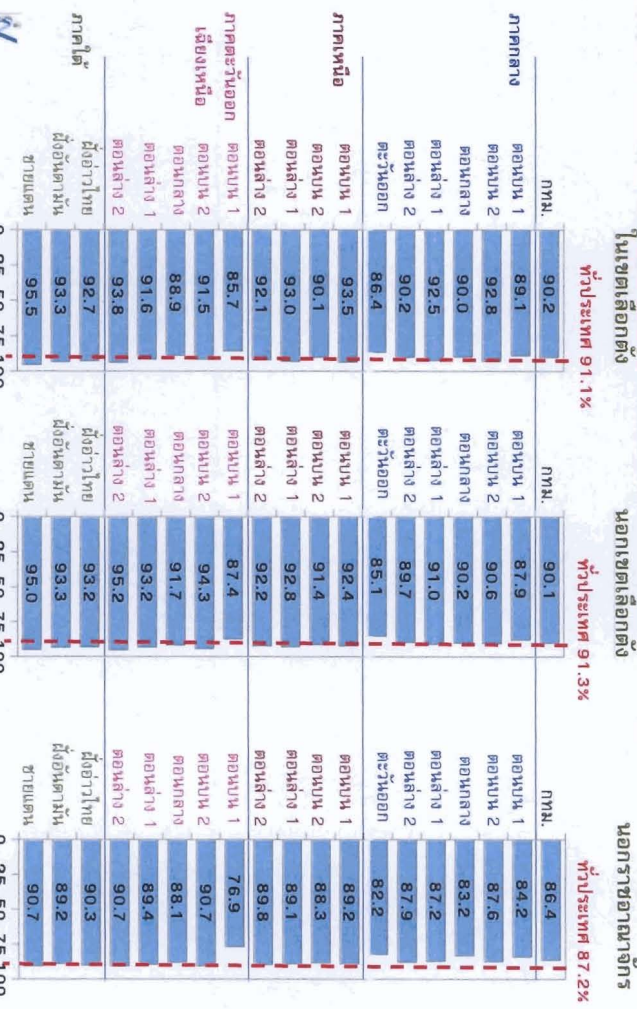 ในเขตเลือกตั้ง
ทั่วประเทศ 91.1%
กทม. 90.2
ภาคกลาง
ตอนบน 1 89.1
ตอนบน 2 92.8
ตอนกลาง 90.0
ตอนล่าง 1 92.5
ตอนล่าง 2 90.2
ตะวันออก 86.4
ภาคเหนือ
ตอนบน 1 93.5
ตอนบน 2 90.1
ตอนล่าง 1 93.0
ตอนล่าง 2 92.1
ภาคตะวันออก
เฉียงเหนือ
ตอนบน 1 85.7
ตอนบน 2 91.5
ตอนกลาง 88.9
ตอนล่าง 1 91.6
ตอนล่าง 2 93.8
ภาคใต้
ฝั่งอ่าวไทย 92.7
ฝั่งอันดามัน 93.3
ชายแดน 95.5
0 25 50 75 100
นอกเขตเลือกตั้ง
ทั่วประเทศ 91.3%
กทม. 90.1
ตอนบน 1 87.9
ตอนบน 2 90.6
ตอนกลาง 90.2
ตอนล่าง 1 91.0
ตอนล่าง 2 89.7
ตะวันออก 85.1
ตอนบน 1 92.4
ตอนบน 2 91.4
ตอนล่าง 1 92.8
ตอนล่าง 2 92.2
ตอนบน 1 87.4
ตอนบน 2 94.3
ตอนกลาง 91.7
ตอนล่าง 1 93.2
ตอนล่าง 2 95.2
ฝั่งอ่าวไทย 93.2
ฝั่งอันดามัน 93.3
ชายแดน 95.0
0 25 50 75 100
นอกราชอาณาจักร
ทั่วประเทศ 87.2%
กทม. 86.4
ตอนบน 1 84.2
ตอนบน 2 87.6
ตอนกลาง 83.2
ตอนล่าง 1 87.2
ตอนล่าง 2 87.9
ตะวันออก 82.2
ตอนบน 1 89.2
ตอนบน 2 88.3
ตอนล่าง 1 89.1
ตอนล่าง 2 89.8
ตอนบน 1 76.9
ตอนบน 2 90.7
ตอนกลาง 88.1
ตอนล่าง 1 89.4
ตอนล่าง 2 90.7
ฝั่งอ่าวไทย 90.3
ฝั่งอันดามัน 89.2
ชายแดน 90.7
0 25 50 75 100